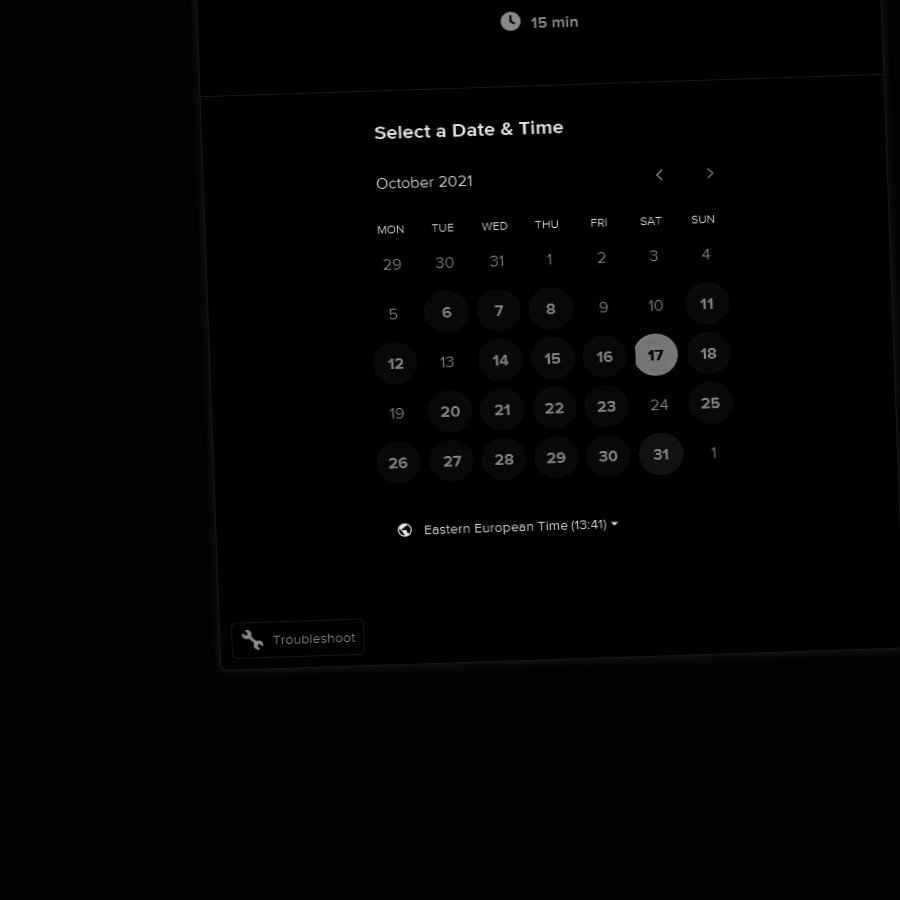 15 min
Select a Date & Time
October 2021
MON TUE WED THU FRI SAT SUN
29 30 31 1 2 3 4
5 6 7 8 9 10 11
12 13 14 15 16 17 18
19 20 21 22 23 24 25
26 27 28 29 30 31 1
Eastern European Time (13:41)
Troubleshoot